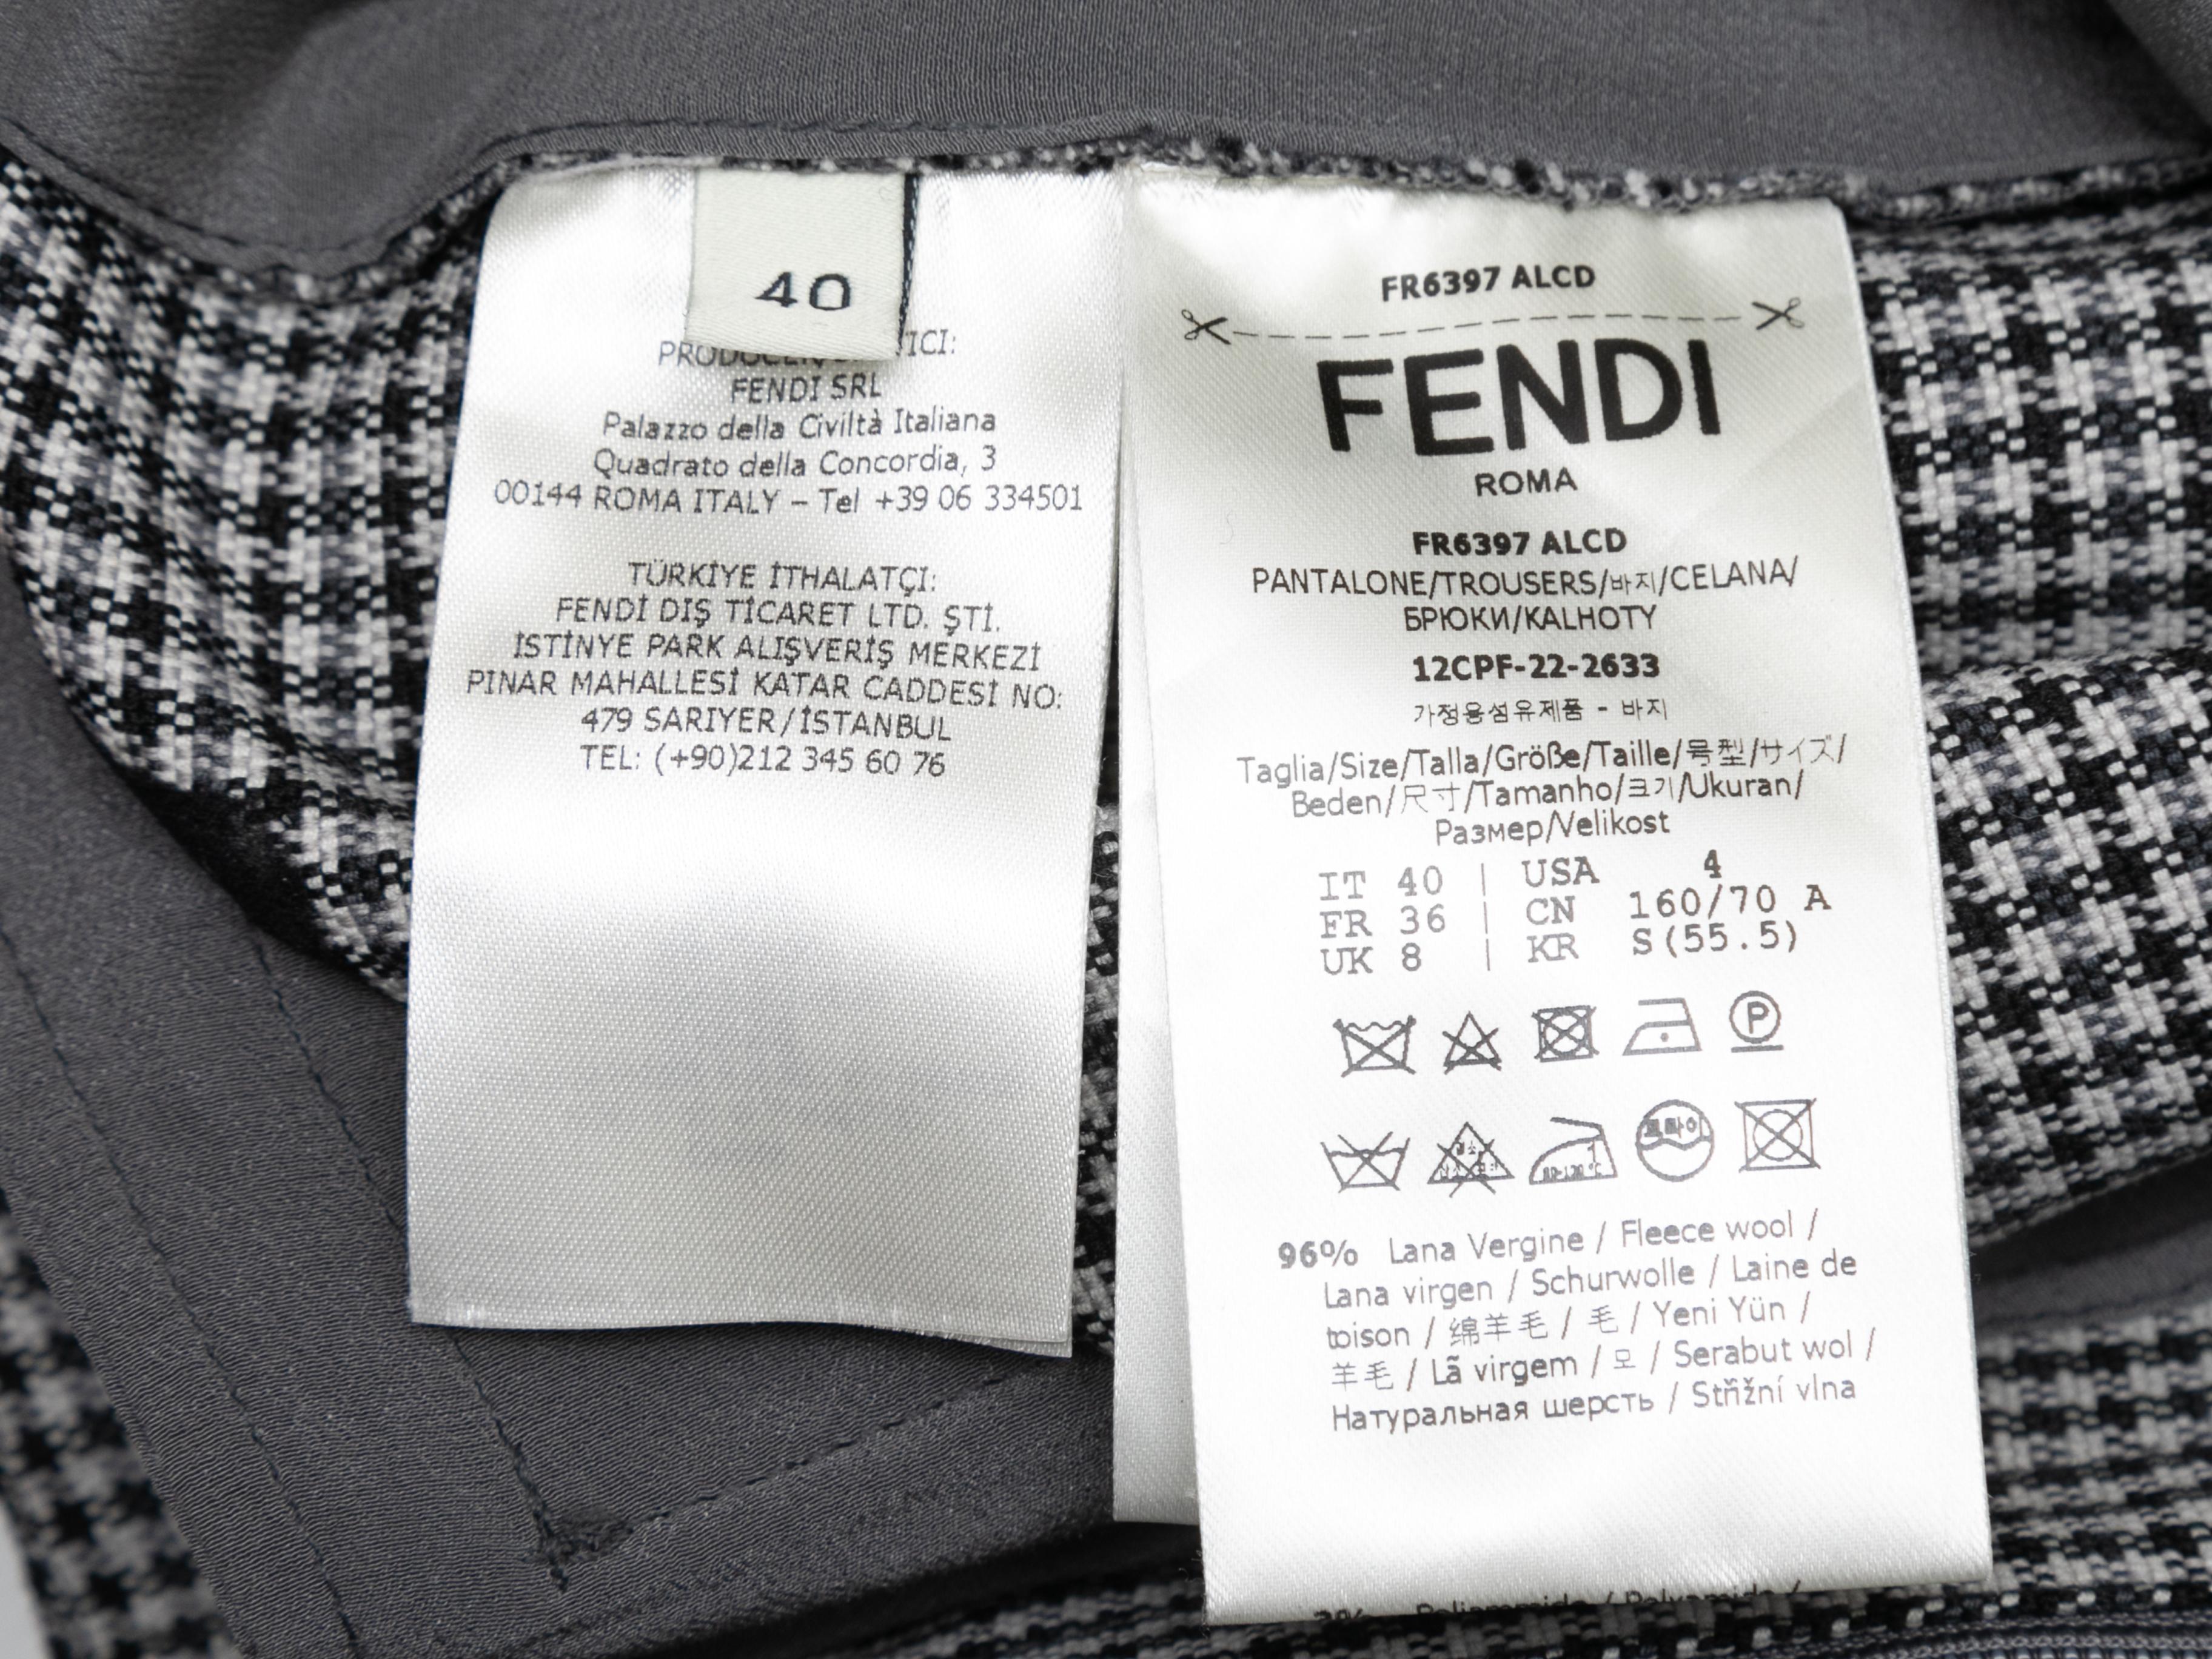 40
FENDI SRL
Palazzo della Civiltà Italiana
Quadrato della Concordia, 3
00144 ROMA ITALY – Tel +39 06 334501
TÜRKİYE İTHALATÇI:
FENDİ DIŞ TİCARET LTD. ŞTİ.
İSTİNYE PARK ALIŞVERİŞ MERKEZİ
PINAR MAHALLESİ KATAR CADDESİ NO:
479 SARIYER/İSTANBUL
TEL: (+90)212 345 60 76
FR6397 ALCD
FENDI
ROMA
FR6397 ALCD
PANTALONE/TROUSERS/바지/CELANA/
БРЮКИ/KALHOTY
12CPF-22-2633
가정용섬유제품 - 바지
Taglia/Size/Talla/Größe/Taille/号型/サイズ/
Beden/尺寸/Tamanho/크기/Ukuran/
Размер/Velikost
IT 40 | USA 4
FR 36 | CN 160/70 A
UK 8 | KR S(55.5)
P
드라이
80-120°C
96% Lana Vergine / Fleece wool /
Lana virgen / Schurwolle / Laine de
toison / 绵羊毛 / 毛 / Yeni Yün /
羊毛 / Lã virgem / 모 / Serabut wol /
Натуральная шерсть / Střižní vlna